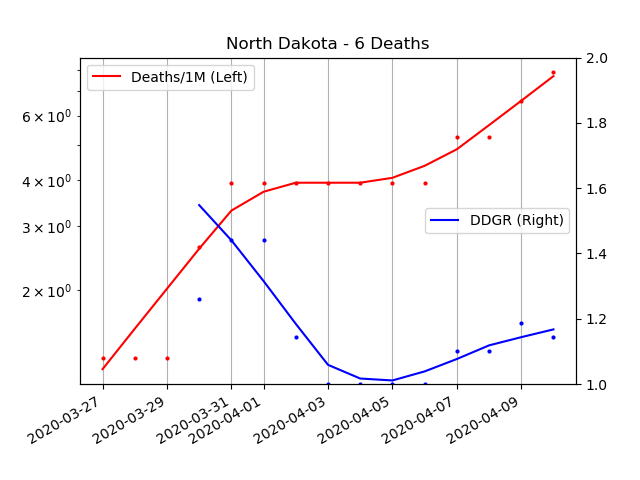 North Dakota - 6 Deaths
Deaths/1M (Left)
DDGR (Right)
6 × 10⁰
4 × 10⁰
3 × 10⁰
2 × 10⁰
2.0
1.8
1.6
1.4
1.2
1.0
2020-03-27
2020-03-29
2020-03-31
2020-04-01
2020-04-03
2020-04-05
2020-04-07
2020-04-09